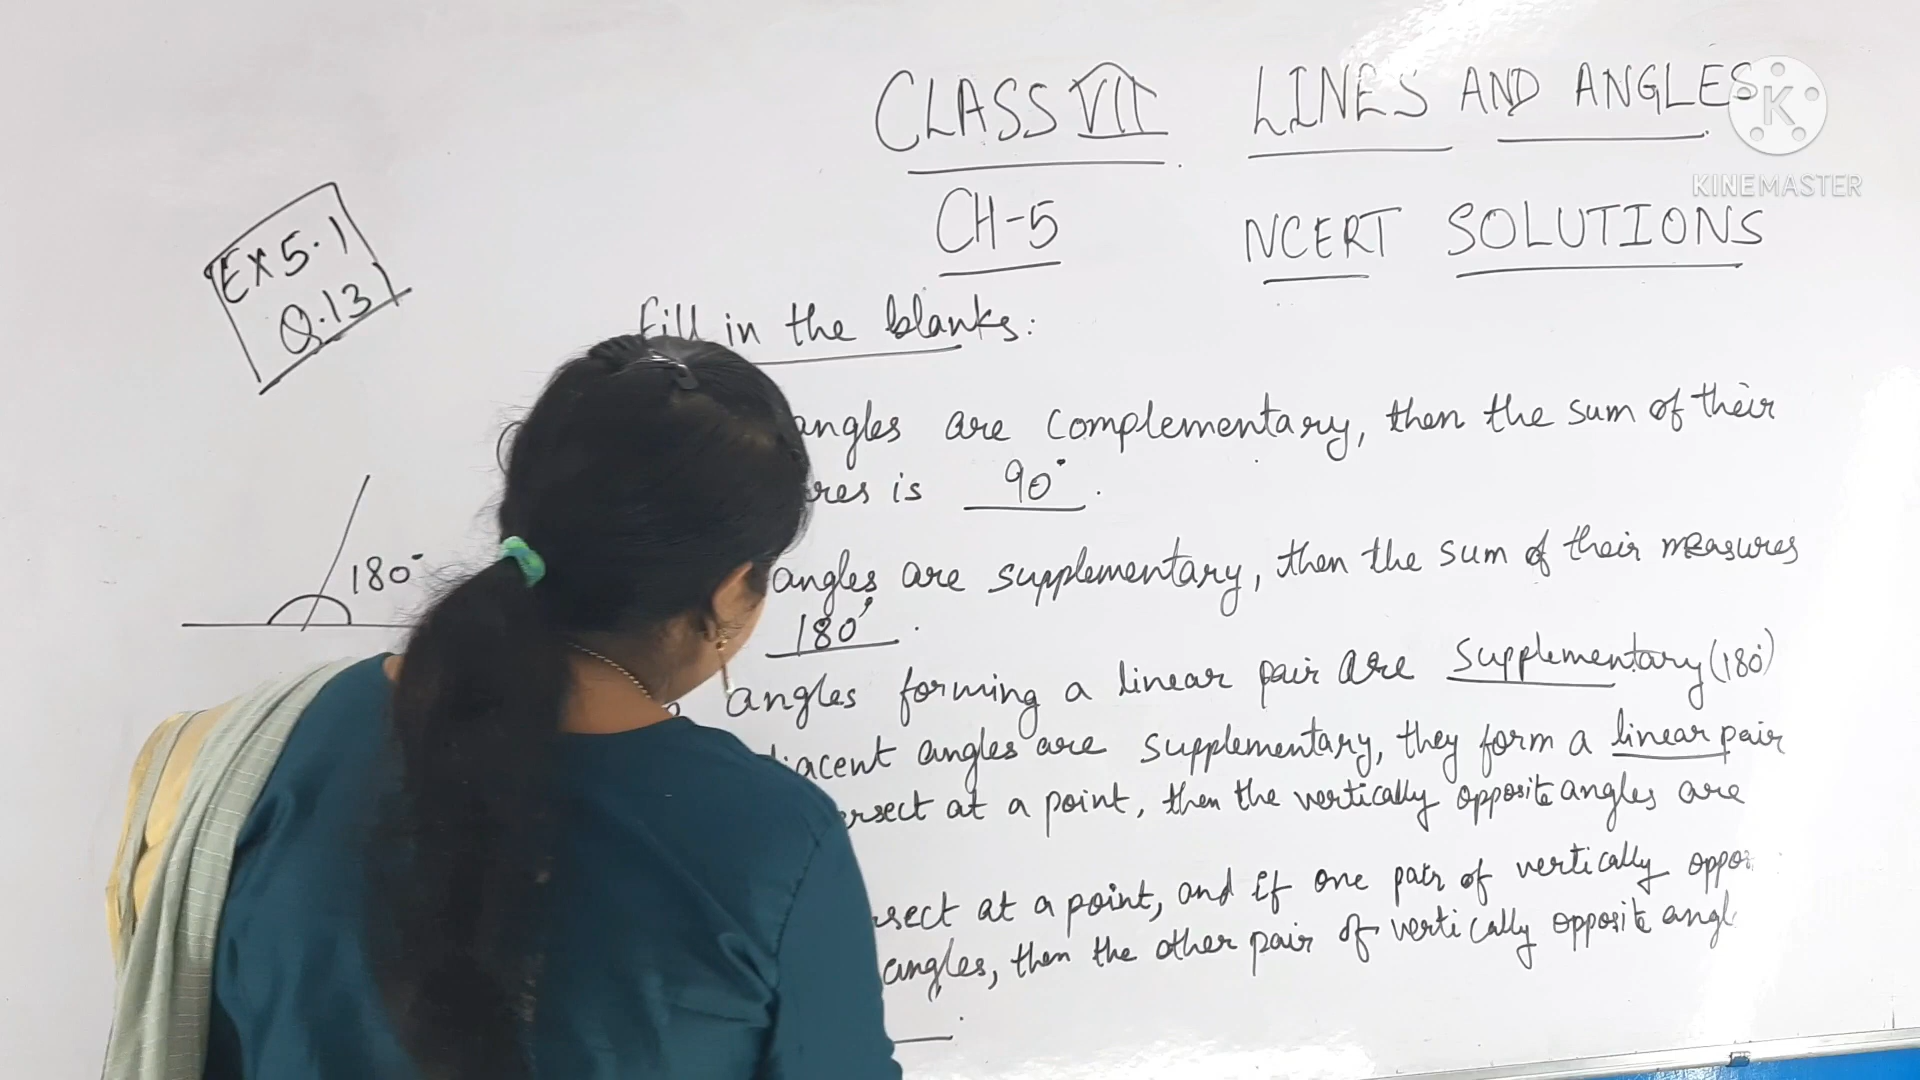 CLASS VII LINES AND ANGLES
K
KINEMASTER
CH-5 NCERT SOLUTIONS
EX 5.1
Q.13
Fill in the blanks:
angles are complementary, then the sum of their
res is 90°.
180°
angles are supplementary, then the sum of their measures
180°.
angles forming a linear pair are supplementary (180°)
jacent angles are supplementary, they form a linear pair
ersect at a point, then the vertically opposite angles are
rsect at a point, and if one pair of vertically oppos
angles, then the other pair of vertically opposite angl